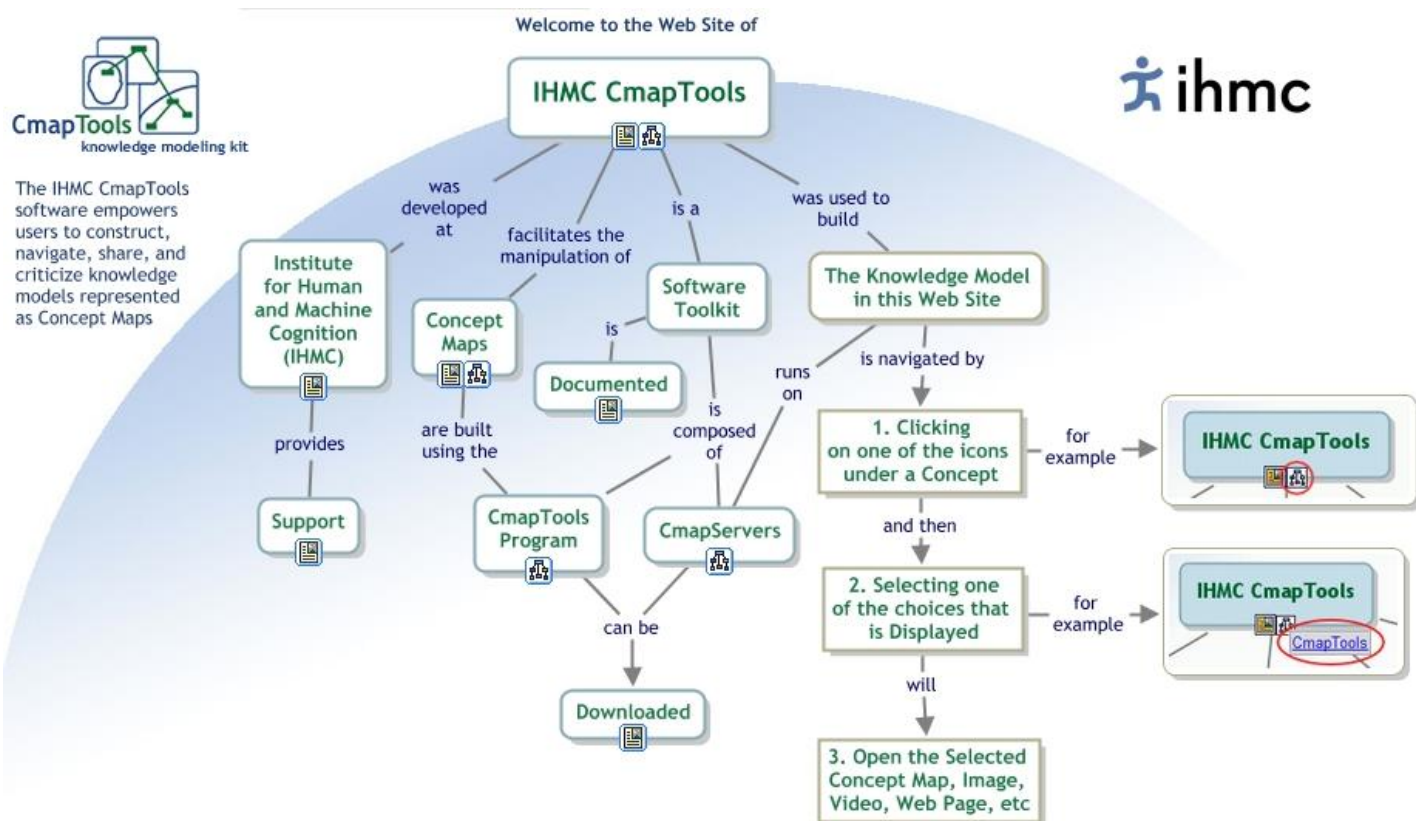 Welcome to the Web Site of
IHMC CmapTools
ihmc
CmapTools
knowledge modeling kit
The IHMC CmapTools
software empowers
users to construct,
navigate, share, and
criticize knowledge
models represented
as Concept Maps
was
developed
at
facilitates the
manipulation of
is a
was used to
build
Institute
for Human
and Machine
Cognition
(IHMC)
Concept
Maps
Software
Toolkit
The Knowledge Model
in this Web Site
is
Documented
provides
are built
using the
is
composed
of
runs
on
is navigated by
1. Clicking
on one of the icons
under a Concept
for
example
IHMC CmapTools
Support
CmapTools
Program
CmapServers
and then
2. Selecting one
of the choices that
is Displayed
for
example
IHMC CmapTools
CmapTools
can be
will
Downloaded
3. Open the Selected
Concept Map, Image,
Video, Web Page, etc